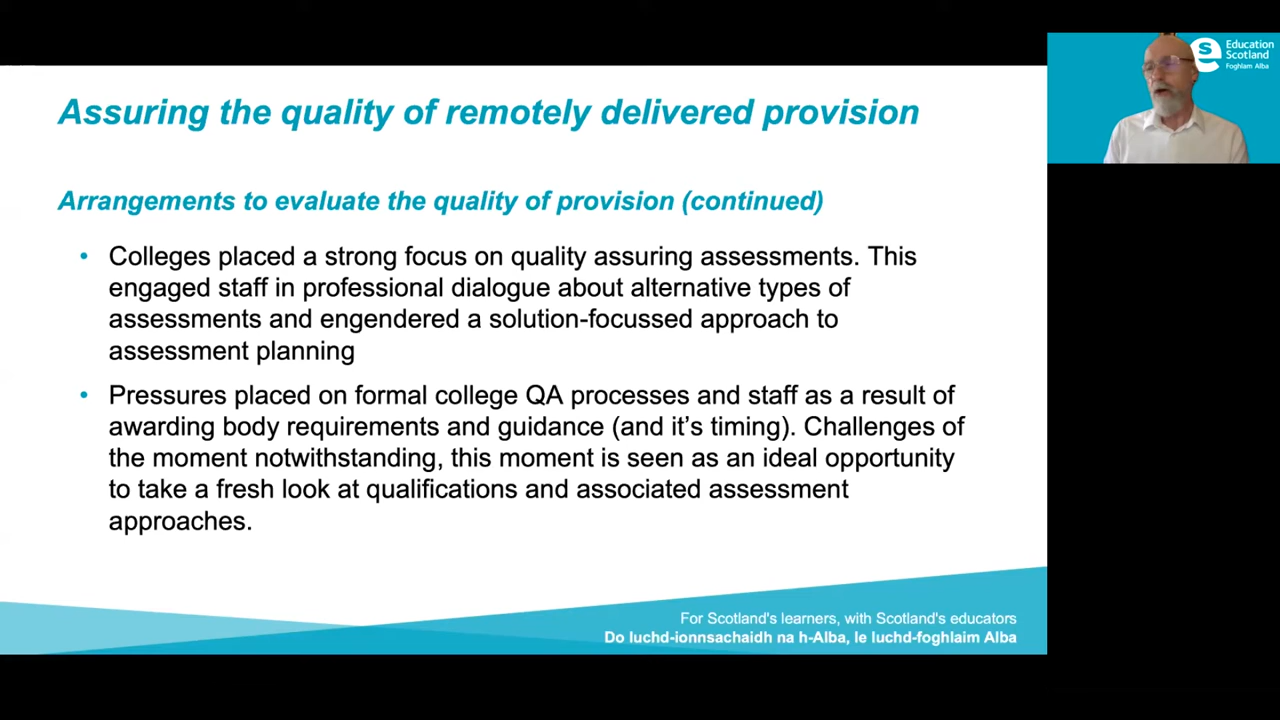 Assuring the quality of remotely delivered provision
Arrangements to evaluate the quality of provision (continued)
• Colleges placed a strong focus on quality assuring assessments. This
engaged staff in professional dialogue about alternative types of
assessments and engendered a solution-focussed approach to
assessment planning
• Pressures placed on formal college QA processes and staff as a result of
awarding body requirements and guidance (and it's timing). Challenges of
the moment notwithstanding, this moment is seen as an ideal opportunity
to take a fresh look at qualifications and associated assessment
approaches.
For Scotland's learners, with Scotland's educators
Do luchd-ionnsachaidh na h-Alba, le luchd-foghlaim Alba
Education
Scotland
Foghlam Alba